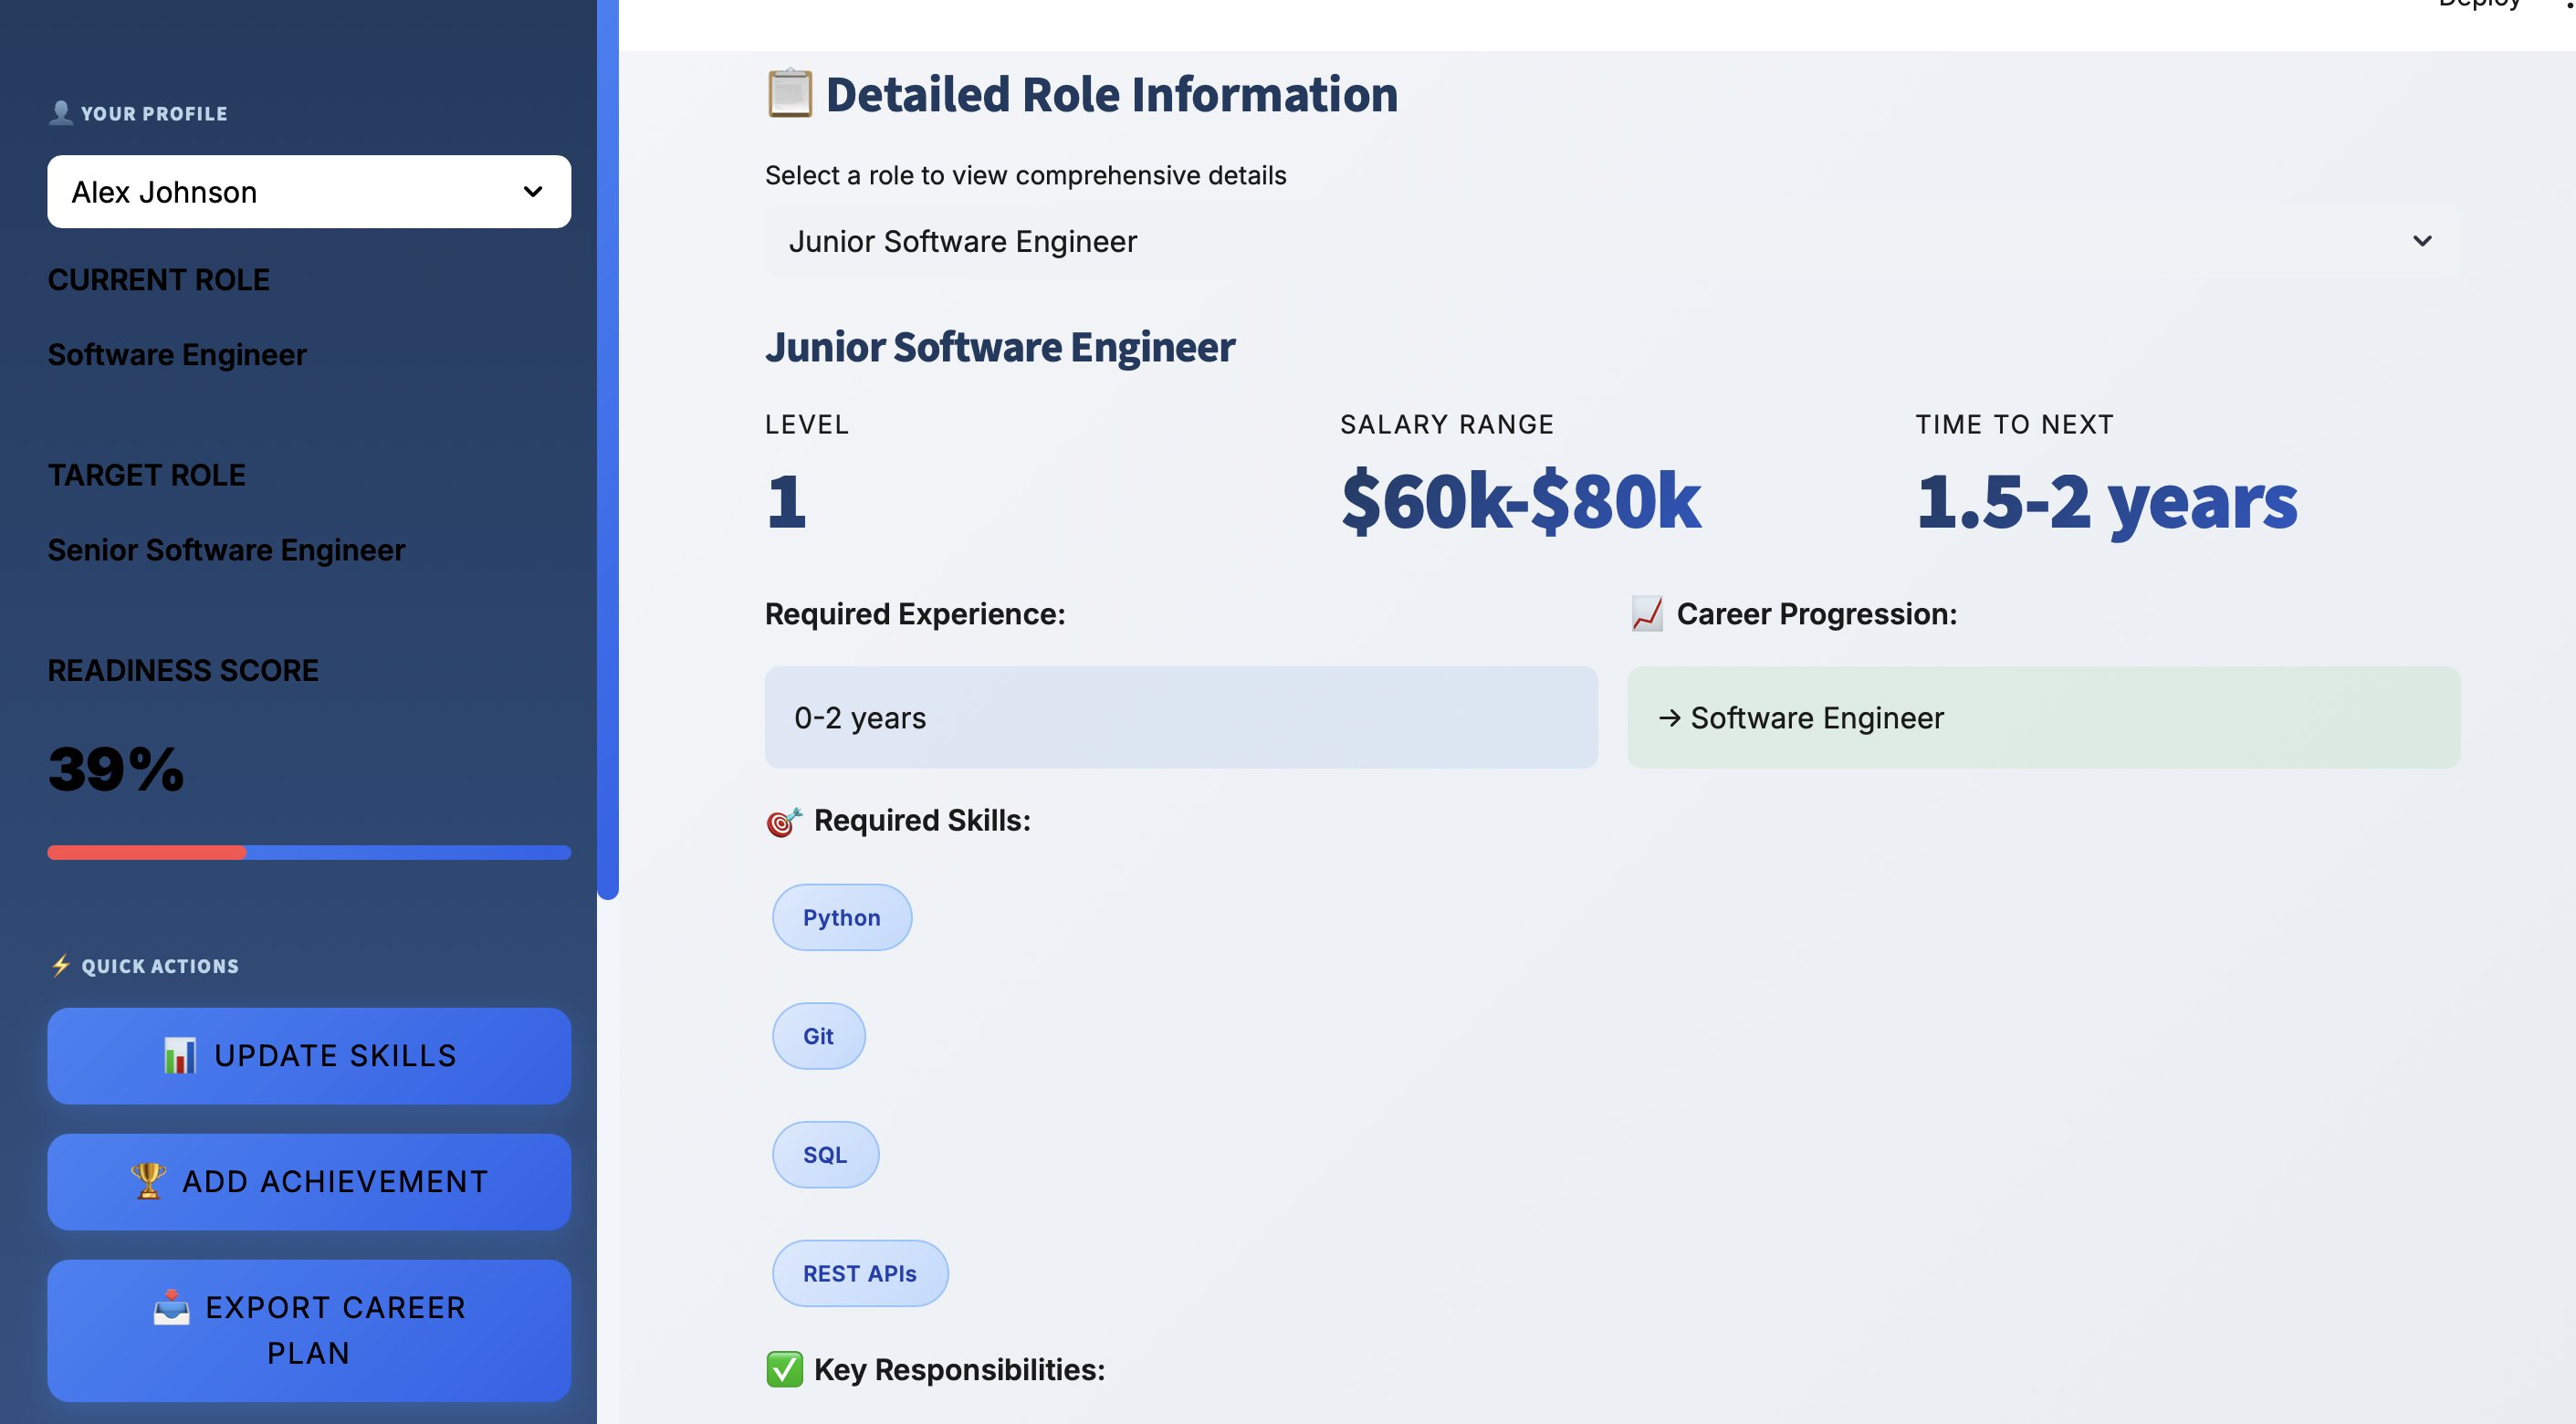 YOUR PROFILE
Alex Johnson
CURRENT ROLE
Software Engineer
TARGET ROLE
Senior Software Engineer
READINESS SCORE
39%
QUICK ACTIONS
UPDATE SKILLS
ADD ACHIEVEMENT
EXPORT CAREER
PLAN
Deploy
Detailed Role Information
Select a role to view comprehensive details
Junior Software Engineer
Junior Software Engineer
LEVEL
1
SALARY RANGE
$60k-$80k
TIME TO NEXT
1.5-2 years
Required Experience:
0-2 years
Career Progression:
→ Software Engineer
Required Skills:
Python
Git
SQL
REST APIs
Key Responsibilities: